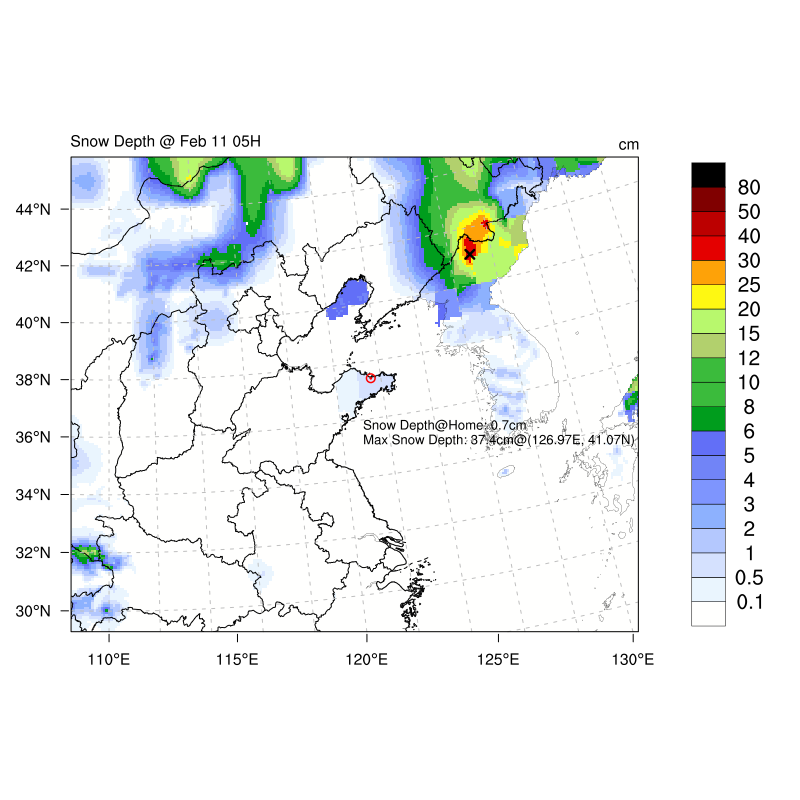 Snow Depth @ Feb 11 05H
cm
44°N
42°N
40°N
38°N
36°N
34°N
32°N
30°N
110°E
115°E
120°E
125°E
130°E
Snow Depth@Home: 0.7cm
Max Snow Depth: 37.4cm@(126.97E, 41.07N)
80
50
40
30
25
20
15
12
10
8
6
5
4
3
2
1
0.5
0.1